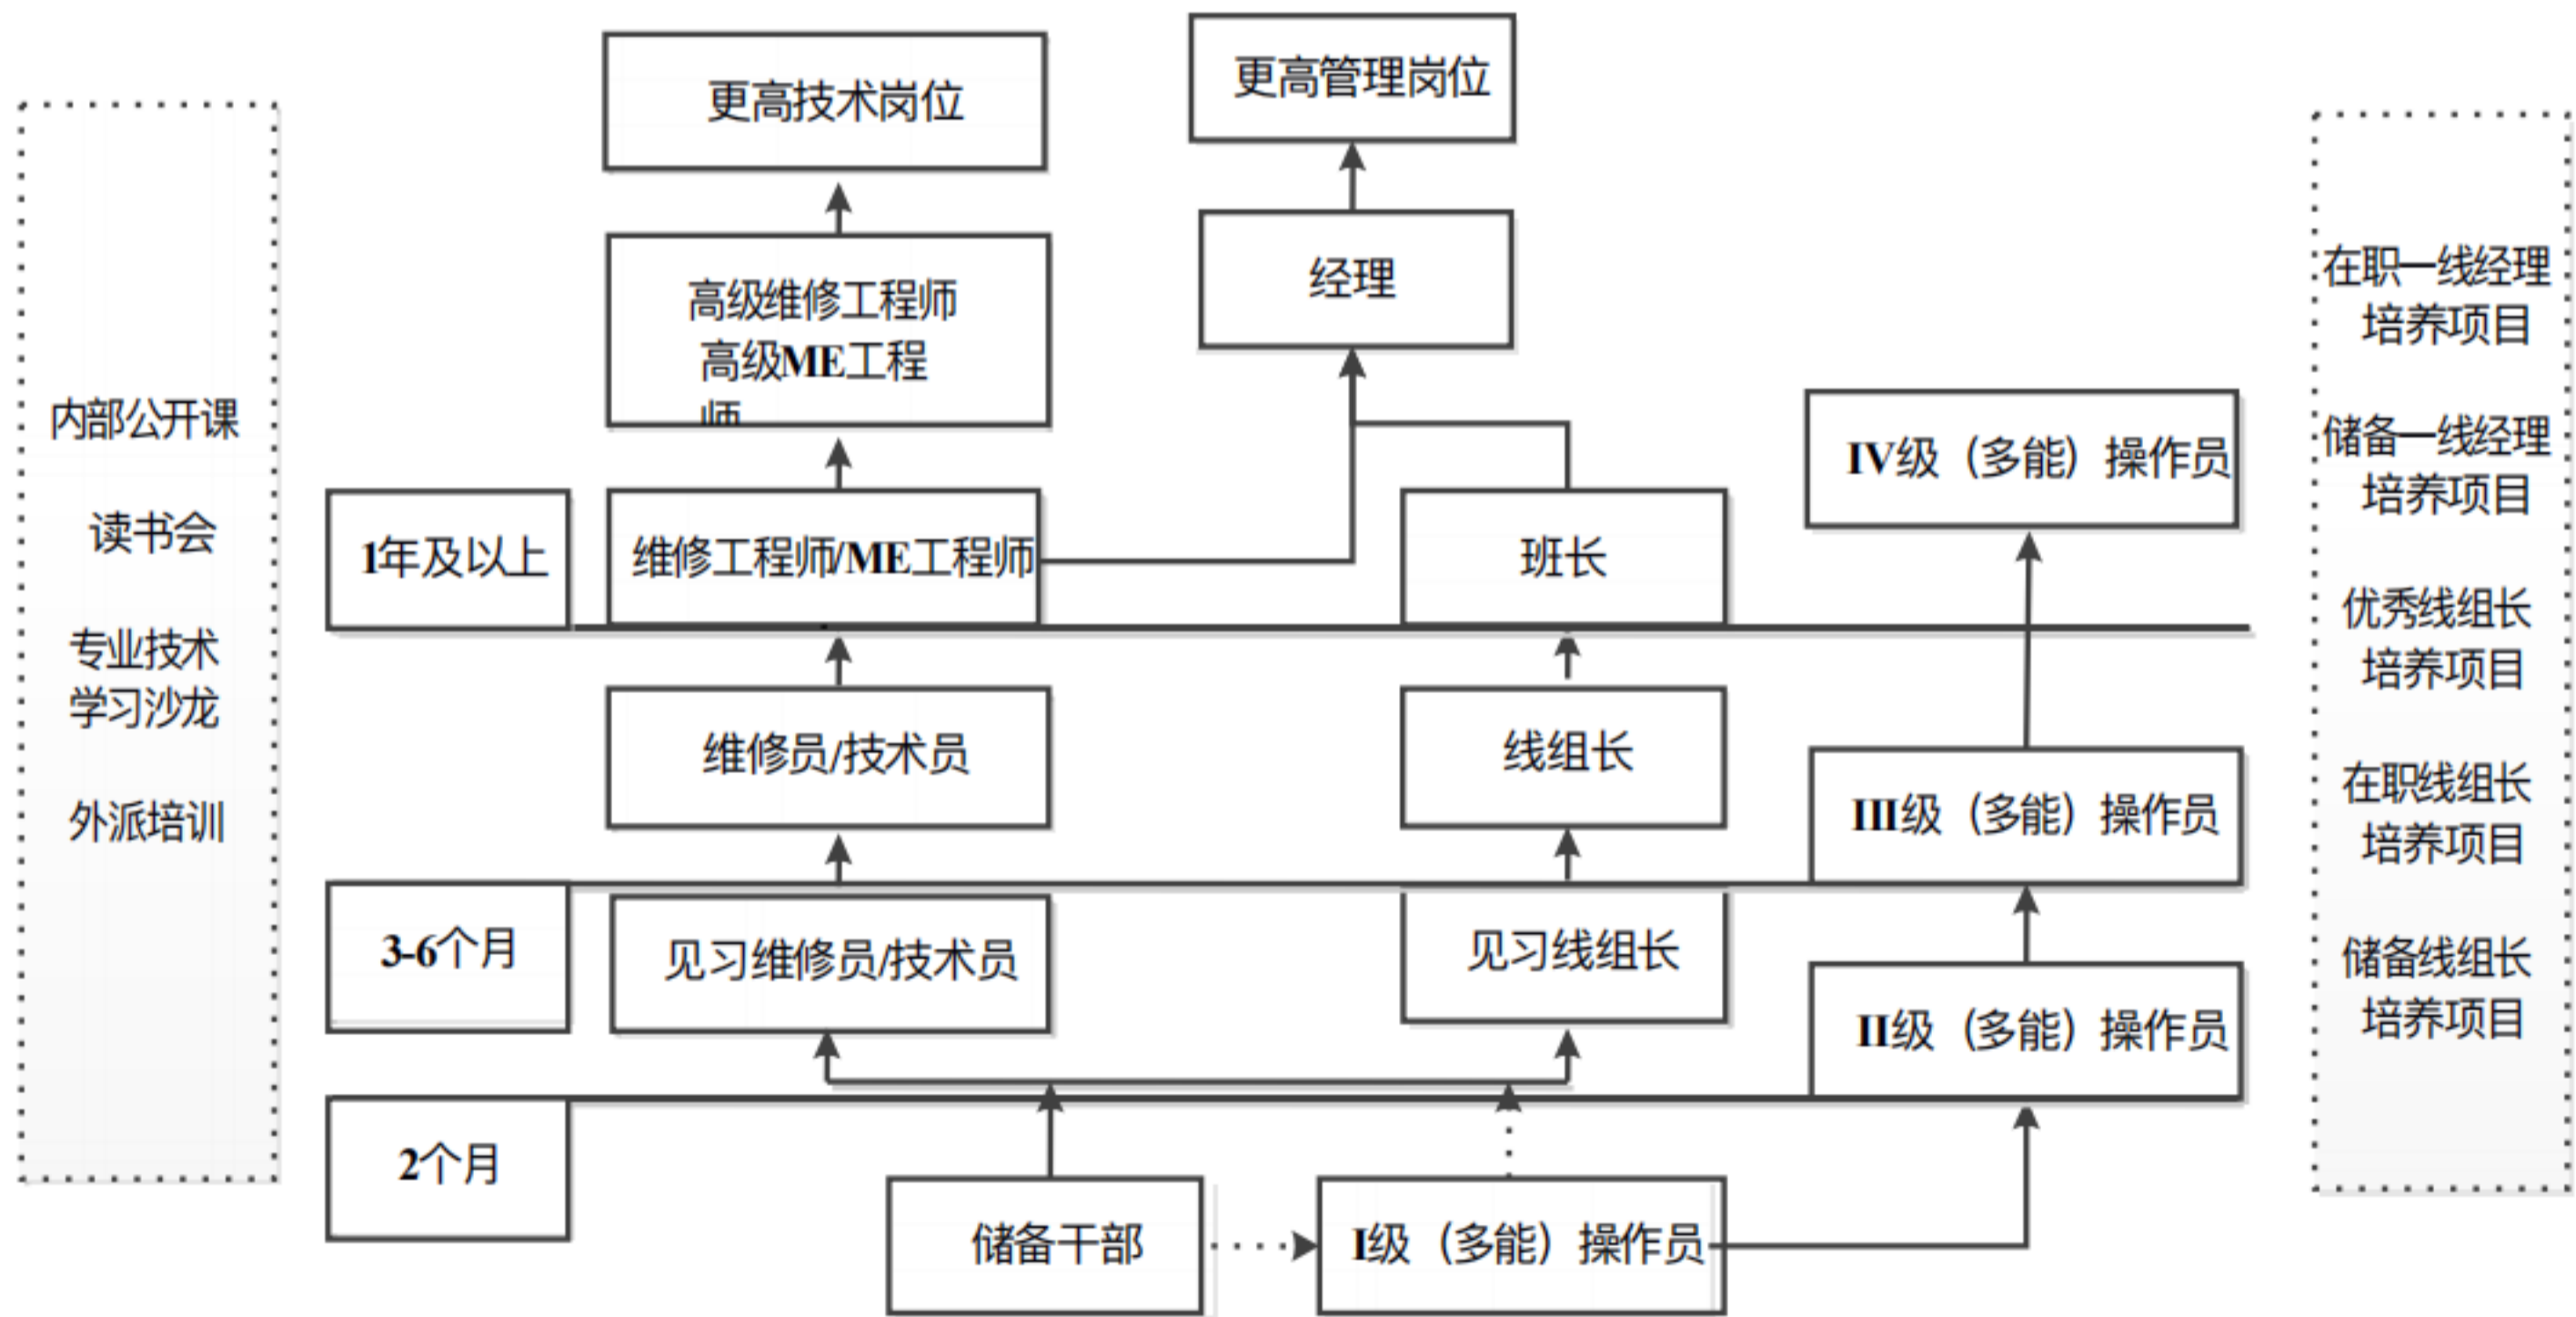 更高技术岗位
更高管理岗位
高级维修工程师
高级ME工程
师
经理
1年及以上
维修工程师/ME工程师
班长
IV级（多能）操作员
维修员/技术员
线组长
III级（多能）操作员
3-6个月
见习维修员/技术员
见习线组长
II级（多能）操作员
2个月
储备干部
I级（多能）操作员
内部公开课
读书会
专业技术
学习沙龙
外派培训
在职一线经理
培养项目
储备一线经理
培养项目
优秀线组长
培养项目
在职线组长
培养项目
储备线组长
培养项目